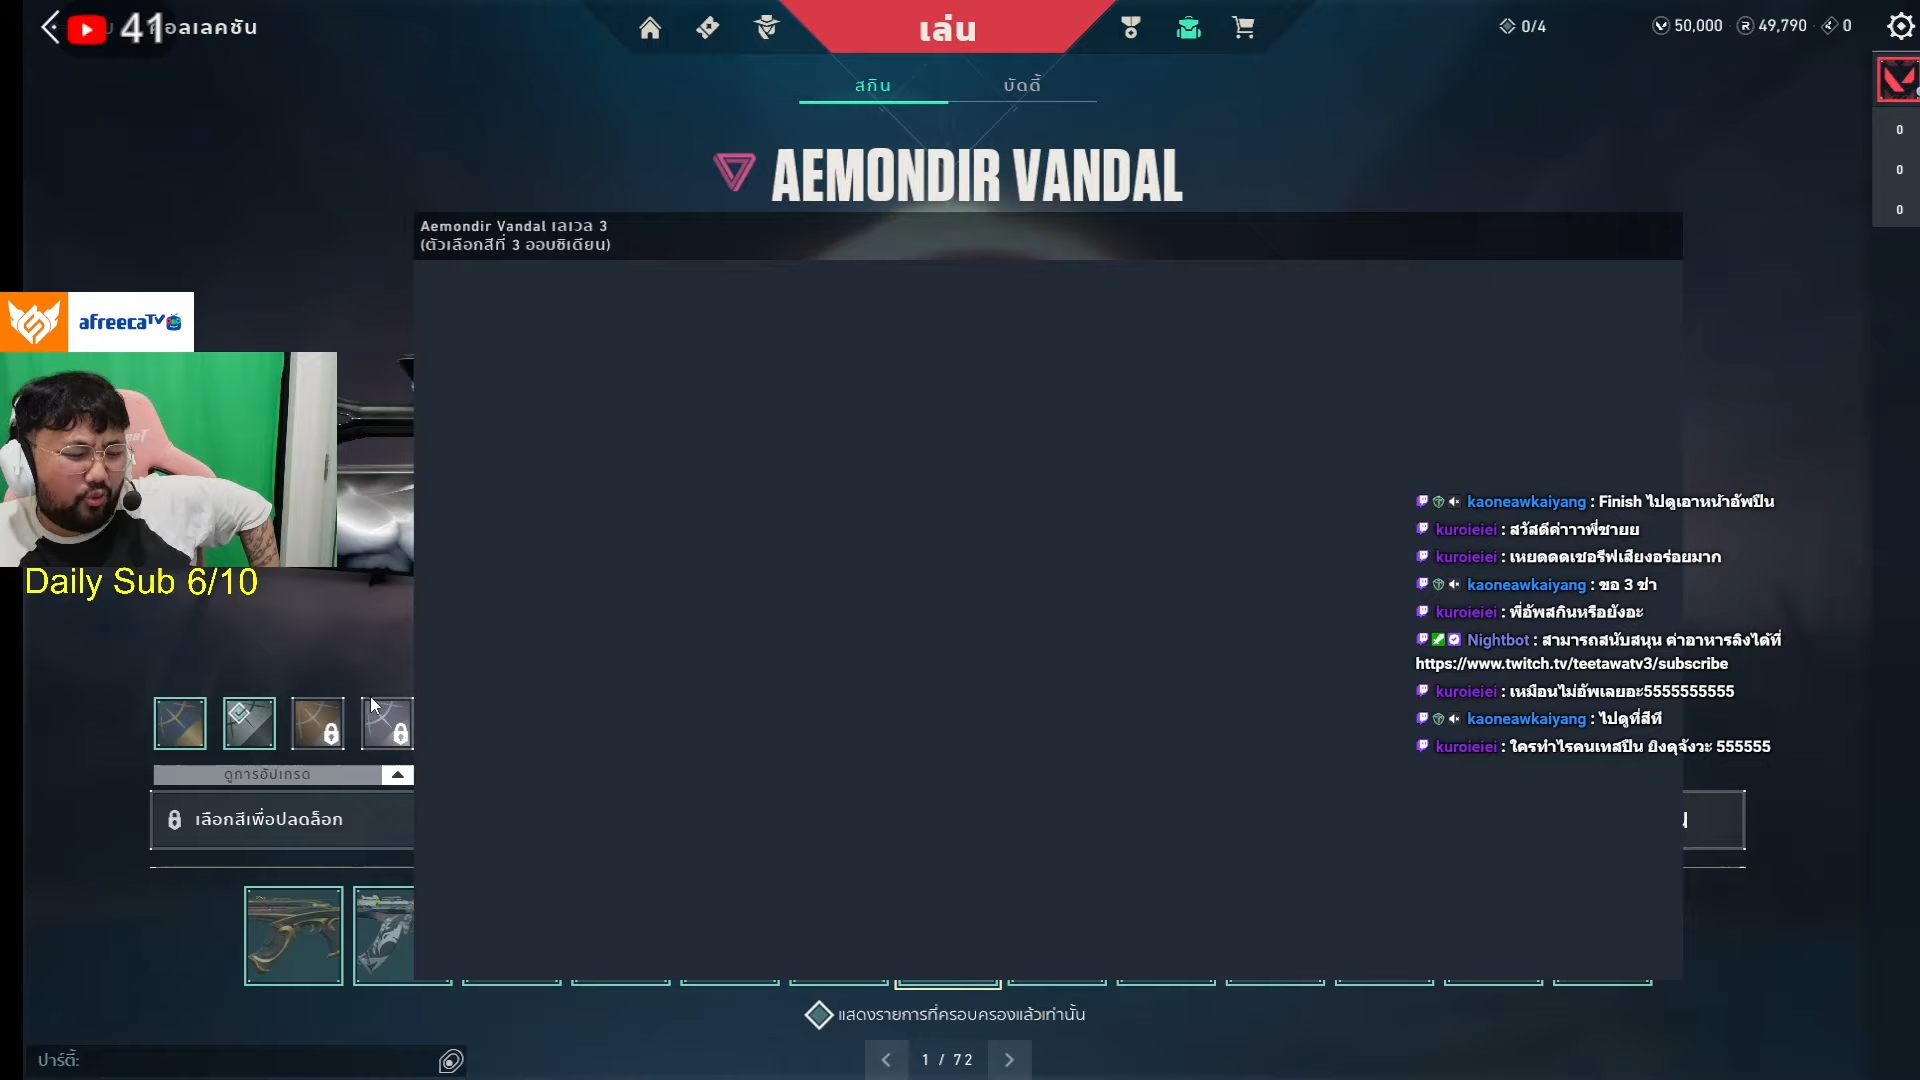 41
คอลเลคชัน
เล่น
0/4
50,000
49,790
0
สกิน
บัดดี้
AEMONDIR VANDAL
0
0
0
Aemondir Vandal เลเวล 3
(ตัวเลือกสีที่ 3 ออบซิเดียน)
afreecaTV
Daily Sub 6/10
kaoneawkaiyang : Finish ไปดูเอาหน้าอัพปืน
kuroieiei : สวัสดีค่าาาพี่ชายย
kuroieiei : เหยดดดเชอรีฟเสียงอร่อยมาก
kaoneawkaiyang : ขอ 3 ช่า
kuroieiei : พี่อัพสกินหรือยังอะ
Nightbot : สามารถสนับสนุน ค่าอาหารลิงได้ที่
https://www.twitch.tv/teetawatv3/subscribe
kuroieiei : เหมือนไม่อัพเลยอะ5555555555
kaoneawkaiyang : ไปดูที่สีที
kuroieiei : ใครทำไรคนเทสปืน ยิงดุจังวะ 555555
ดูการอัปเกรด
เลือกสีเพื่อปลดล็อก
แสดงรายการที่ครอบครองแล้วเท่านั้น
ปาร์ตี้:
1 / 72